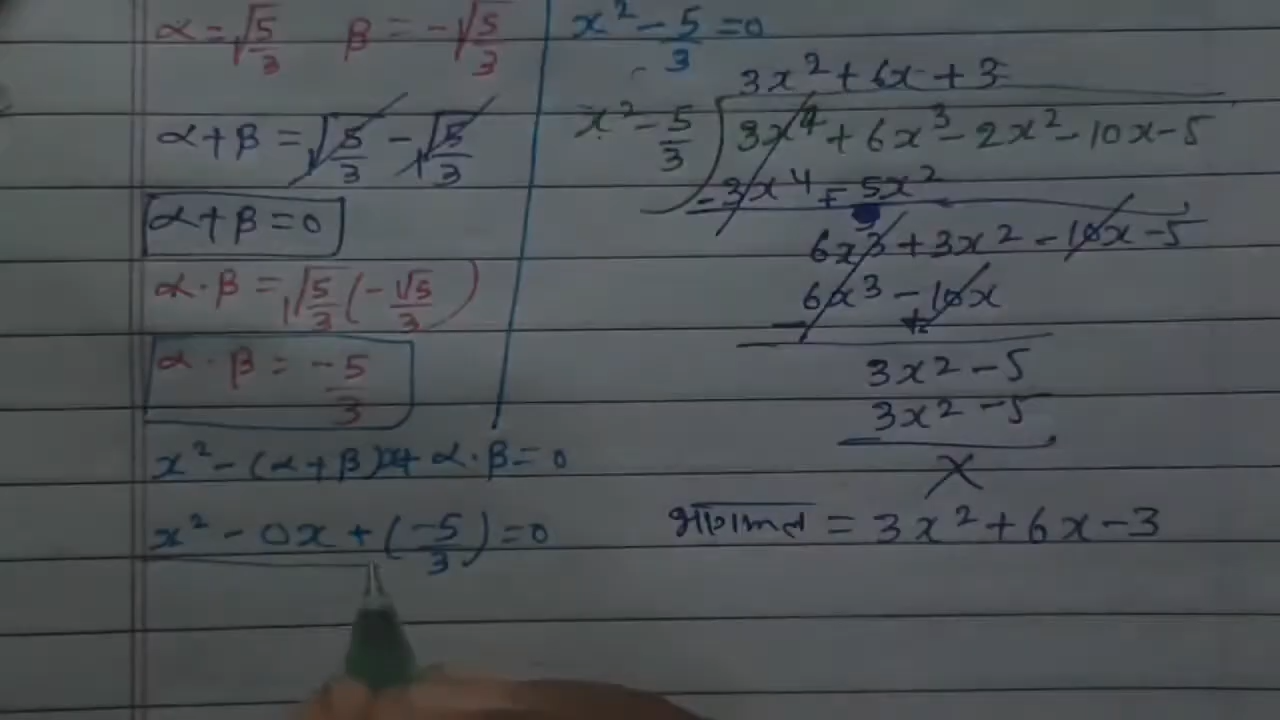 α = √5/3 β = -√5/3
α + β = √5/3 - √5/3
α + β = 0
α · β = √5/3 (-√5/3)
α · β = -5/3
x² - (α + β)x + α · β = 0
x² - 0x + (-5/3) = 0
x² - 5/3 = 0
3x² + 6x + 3
x² - 5/3 3x⁴ + 6x³ - 2x² - 10x - 5
3x⁴ - 5x²
- +
6x³ + 3x² - 10x - 5
6x³ - 10x
- +
3x² - 5
3x² - 5
x
भागफल = 3x² + 6x - 3